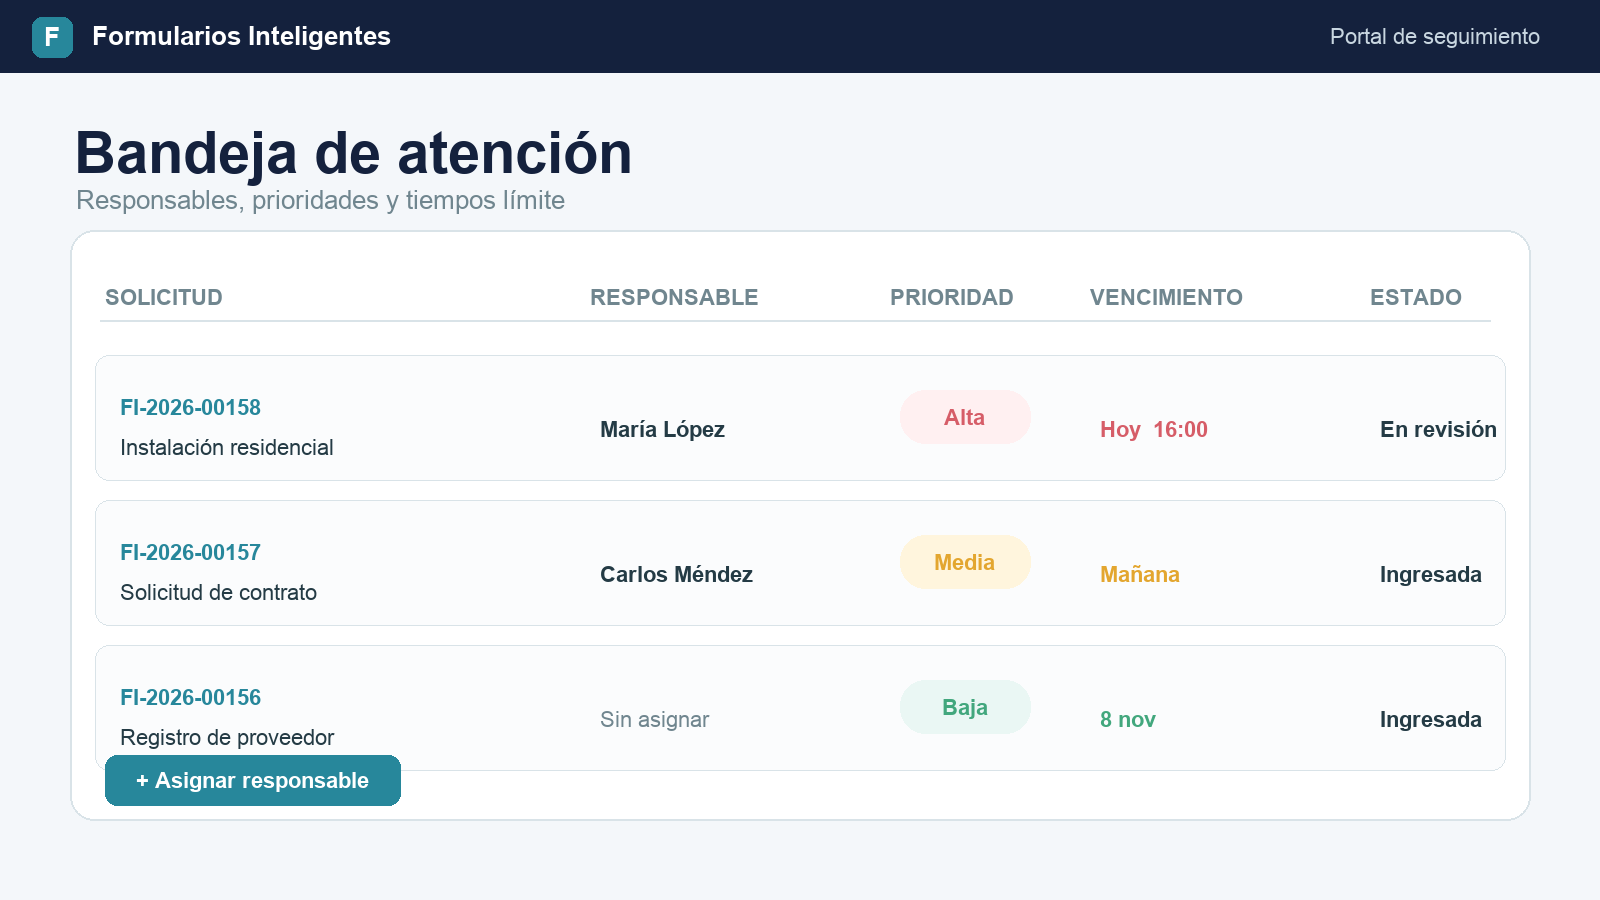 F Formularios Inteligentes Portal de seguimiento
Bandeja de atención
Responsables, prioridades y tiempos límite
SOLICITUD RESPONSABLE PRIORIDAD VENCIMIENTO ESTADO
FI-2026-00158
Instalación residencial
María López Alta Hoy 16:00 En revisión
FI-2026-00157
Solicitud de contrato
Carlos Méndez Media Mañana Ingresada
FI-2026-00156
Registro de proveedor
Sin asignar Baja 8 nov Ingresada
+ Asignar responsable